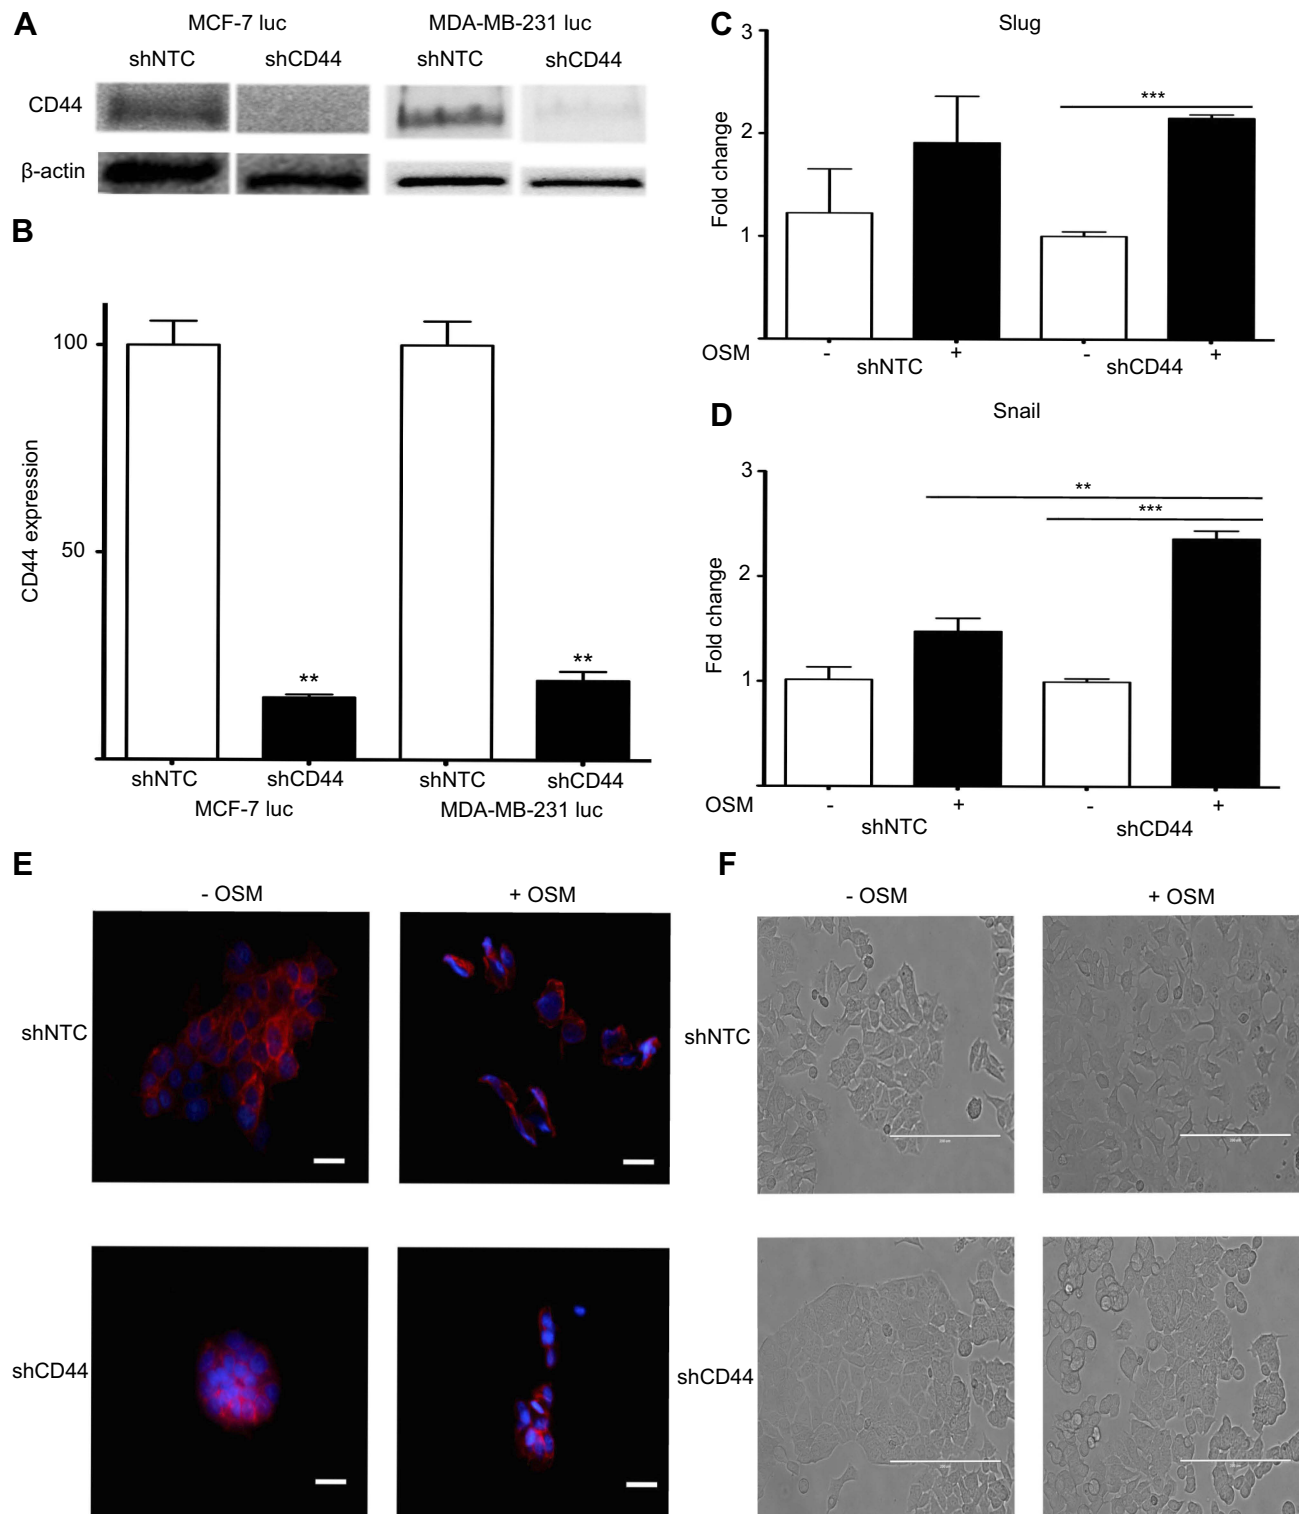 A
MCF-7 luc
MDA-MB-231 luc
shNTC
shCD44
shNTC
shCD44
CD44
β-actin
B
CD44 expression
100
50
**
**
shNTC
shCD44
shNTC
shCD44
MCF-7 luc
MDA-MB-231 luc
C
Slug
Fold change
3
2
1
***
OSM
-
+
-
+
shNTC
shCD44
D
Snail
Fold change
3
2
1
**
***
OSM
-
+
-
+
shNTC
shCD44
E
- OSM
+ OSM
shNTC
shCD44
F
- OSM
+ OSM
shNTC
shCD44